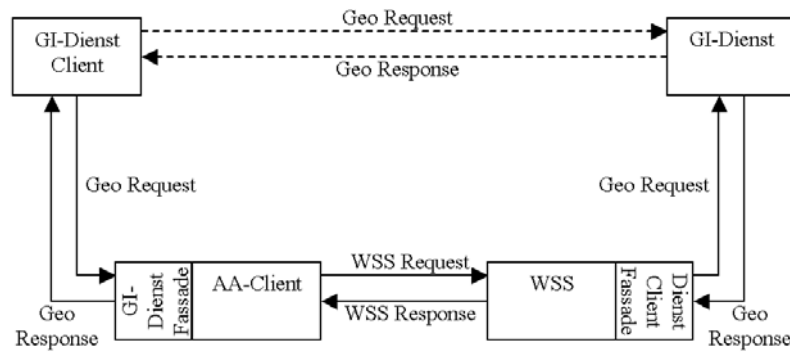 Geo Request
GI-Dienst
Client
GI-Dienst
Geo Response
Geo Request
Geo Request
GI-
Dienst
Fassade
AA-Client
WSS Request
WSS Response
WSS
Dienst
Client
Fassade
Geo
Response
Geo
Response